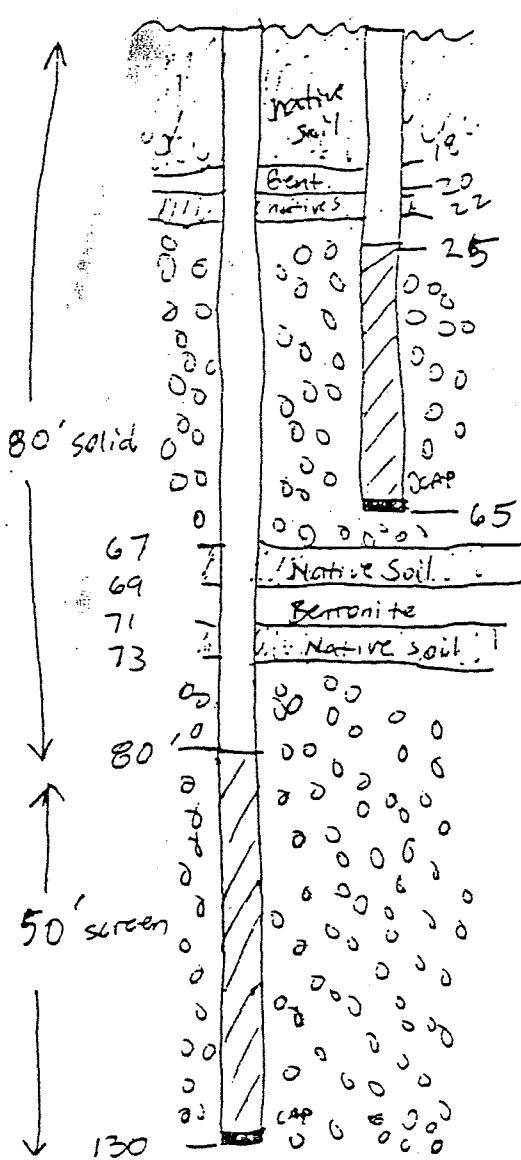 native
soil
18
Bent.
20
native s
22
25
80' solid
CAP
65
67
Native Soil
69
Bentonite
71
Native soil
73
80'
50' screen
CAP
130